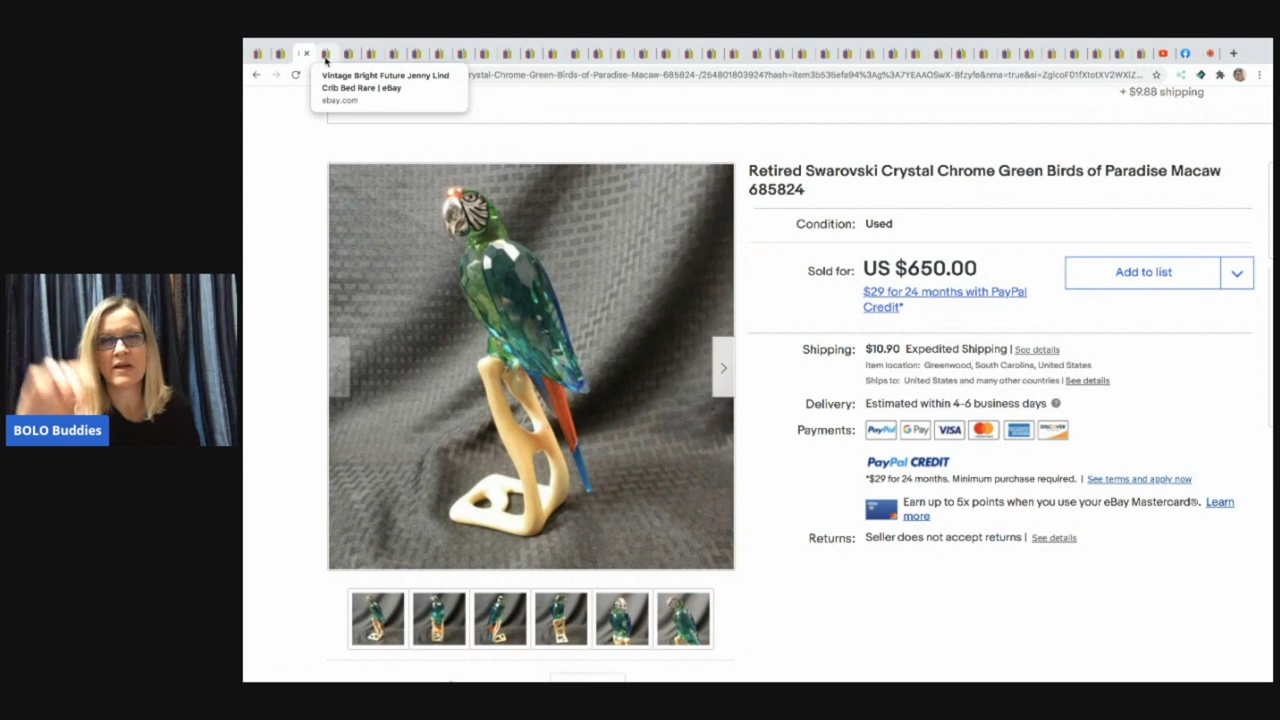 Vintage Bright Future Jenny Lind
Crib Bed Rare | eBay
ebay.com
+ $9.88 shipping
Retired Swarovski Crystal Chrome Green Birds of Paradise Macaw
685824
Condition: Used
Sold for: US $650.00
Add to list
$29 for 24 months with PayPal
Credit*
Shipping: $10.90 Expedited Shipping | See details
Item location: Greenwood, South Carolina, United States
Ships to: United States and many other countries | See details
Delivery: Estimated within 4-6 business days
Payments: PayPal G Pay VISA
DISCOVER
PayPal CREDIT
*$29 for 24 months. Minimum purchase required. | See terms and apply now
Earn up to 5x points when you use your eBay Mastercard®. Learn
more
Returns: Seller does not accept returns | See details
BOLO Buddies